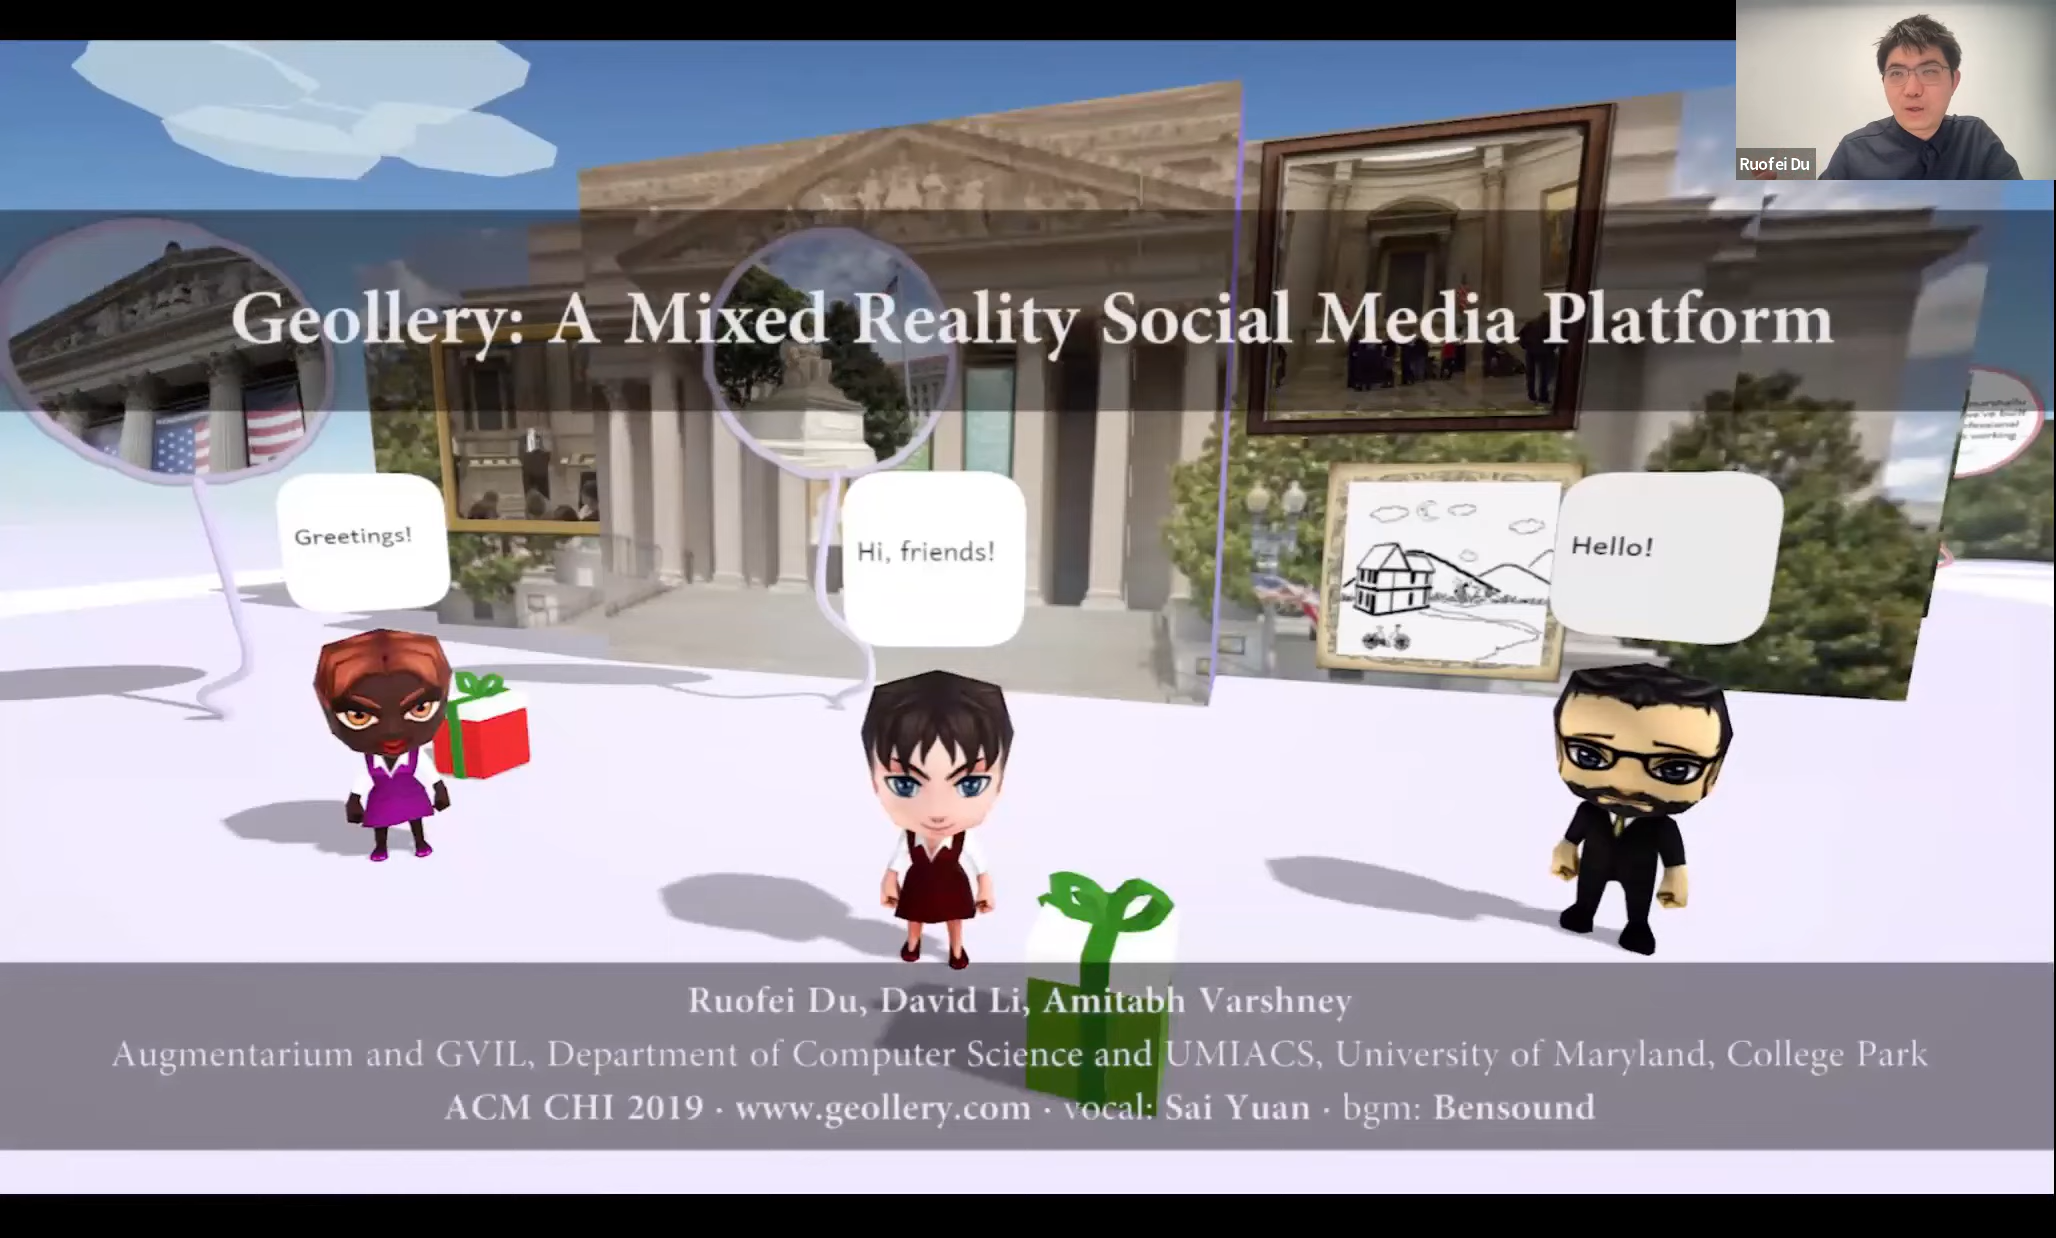 Ruofei Du
Geollery: A Mixed Reality Social Media Platform
professional
working
Greetings!
Hi, friends!
Hello!
Ruofei Du, David Li, Amitabh Varshney
Augmentarium and GVIL, Department of Computer Science and UMIACS, University of Maryland, College Park
ACM CHI 2019 · www.geollery.com · vocal: Sai Yuan · bgm: Bensound